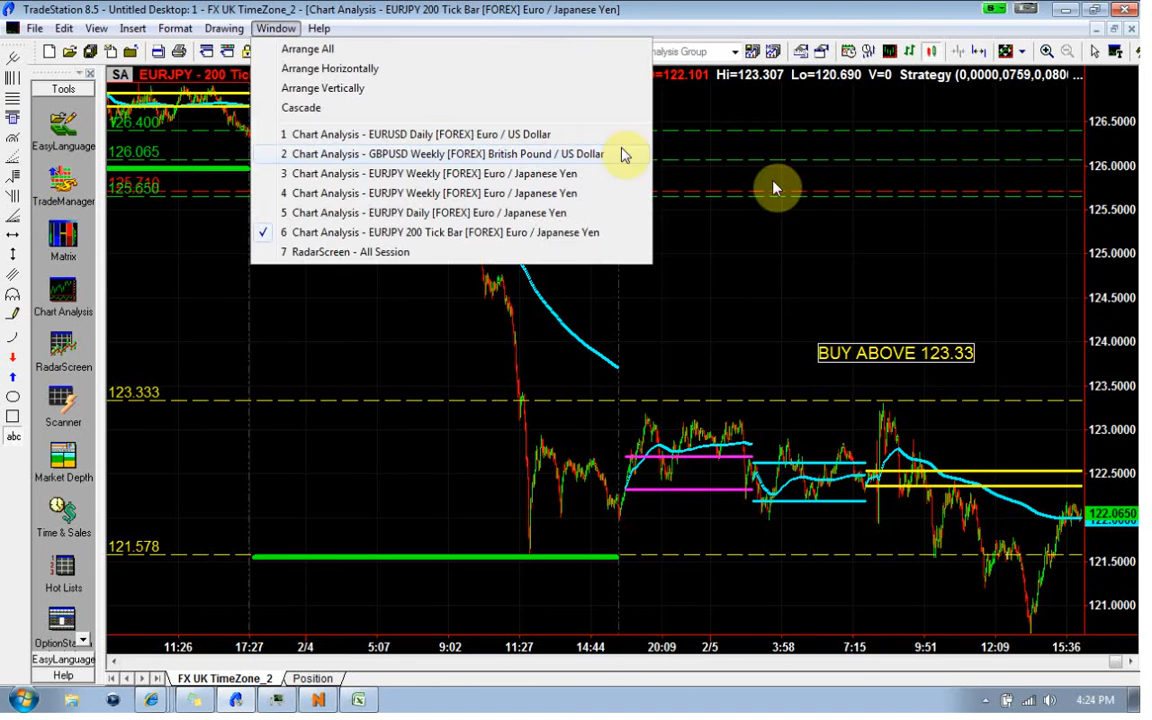 TradeStation 8.5 - Untitled Desktop: 1 - FX UK TimeZone_2 - [Chart Analysis - EURJPY 200 Tick Bar [FOREX] Euro / Japanese Yen]
File Edit View Insert Format Drawing Window Help
Arrange All
Arrange Horizontally
Arrange Vertically
Cascade
1 Chart Analysis - EURUSD Daily [FOREX] Euro / US Dollar
2 Chart Analysis - GBPUSD Weekly [FOREX] British Pound / US Dollar
3 Chart Analysis - EURJPY Weekly [FOREX] Euro / Japanese Yen
4 Chart Analysis - EURJPY Weekly [FOREX] Euro / Japanese Yen
5 Chart Analysis - EURJPY Daily [FOREX] Euro / Japanese Yen
6 Chart Analysis - EURJPY 200 Tick Bar [FOREX] Euro / Japanese Yen
7 RadarScreen - All Session
Group
SA EURJPY - 200 Tic =122.101 Hi=123.307 Lo=120.690 V=0 Strategy (0,0000,0759,0,080 ...
Tools
EasyLanguage
TradeManager
Matrix
Chart Analysis
RadarScreen
Scanner
Market Depth
Time & Sales
Hot Lists
EasyLanguage
Help
abc
126.400
126.065
125.710
125.650
123.333
121.578
BUY ABOVE 123.33
126.5000
126.0000
125.5000
125.0000
124.5000
124.0000
123.5000
123.0000
122.5000
122.0650
121.5000
121.0000
11:26 17:27 2/4 5:07 9:02 11:27 14:44 20:09 2/5 3:58 7:15 9:51 12:09 15:36
FX UK TimeZone_2 Position
4:24 PM